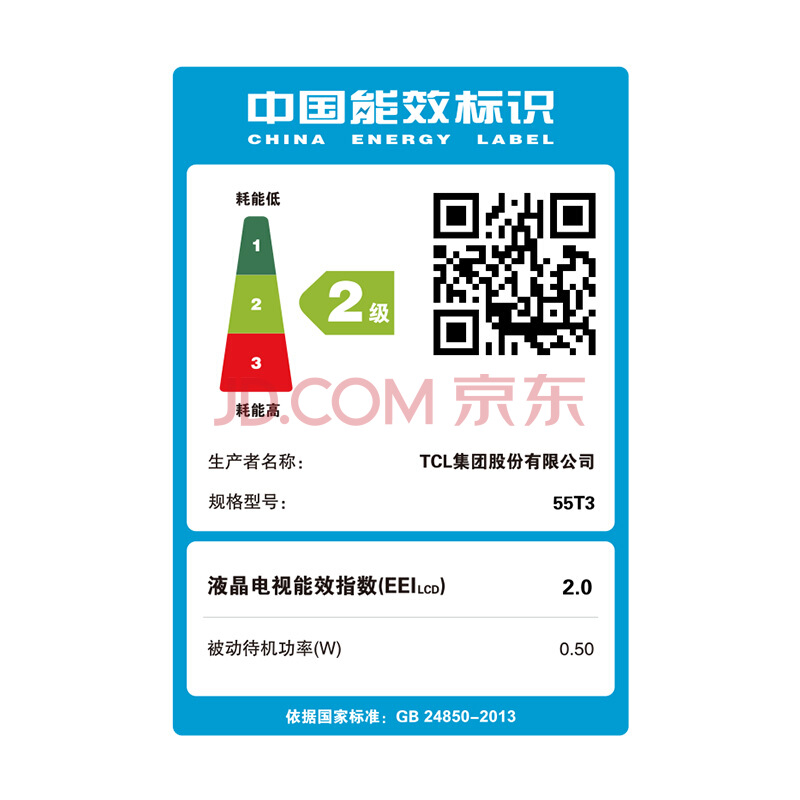 中国能效标识
CHINA ENERGY LABEL
耗能低
1
2
3
2级
耗能高
JD.COM 京东
生产者名称： TCL集团股份有限公司
规格型号： 55T3
液晶电视能效指数(EEILCD) 2.0
被动待机功率(W) 0.50
依据国家标准：GB 24850-2013